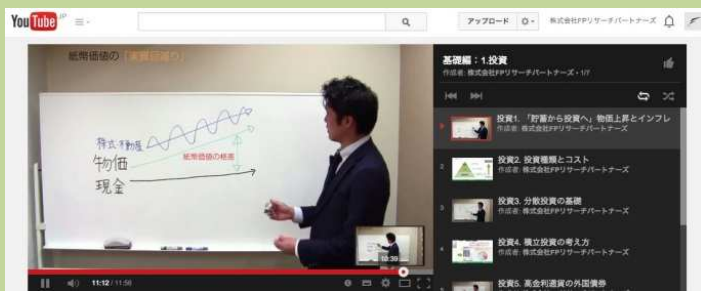 YouTube JP
アップロード
株式会社FPリサーチパートナーズ
紙幣価値の「実質目減り」
株式・不動産
物価
現金
紙幣価値の格差
10:39
11:12 / 11:56
基礎編：1.投資
作成者: 株式会社FPリサーチパートナーズ・1/7
投資1. 「貯蓄から投資へ」物価上昇とインフレ
作成者: 株式会社FPリサーチパートナーズ
2
投資2. 投資種類とコスト
作成者: 株式会社FPリサーチパートナーズ
3
投資3. 分散投資の基礎
作成者: 株式会社FPリサーチパートナーズ
4
投資4. 積立投資の考え方
作成者: 株式会社FPリサーチパートナーズ
投資5. 高金利通貨の外国債券